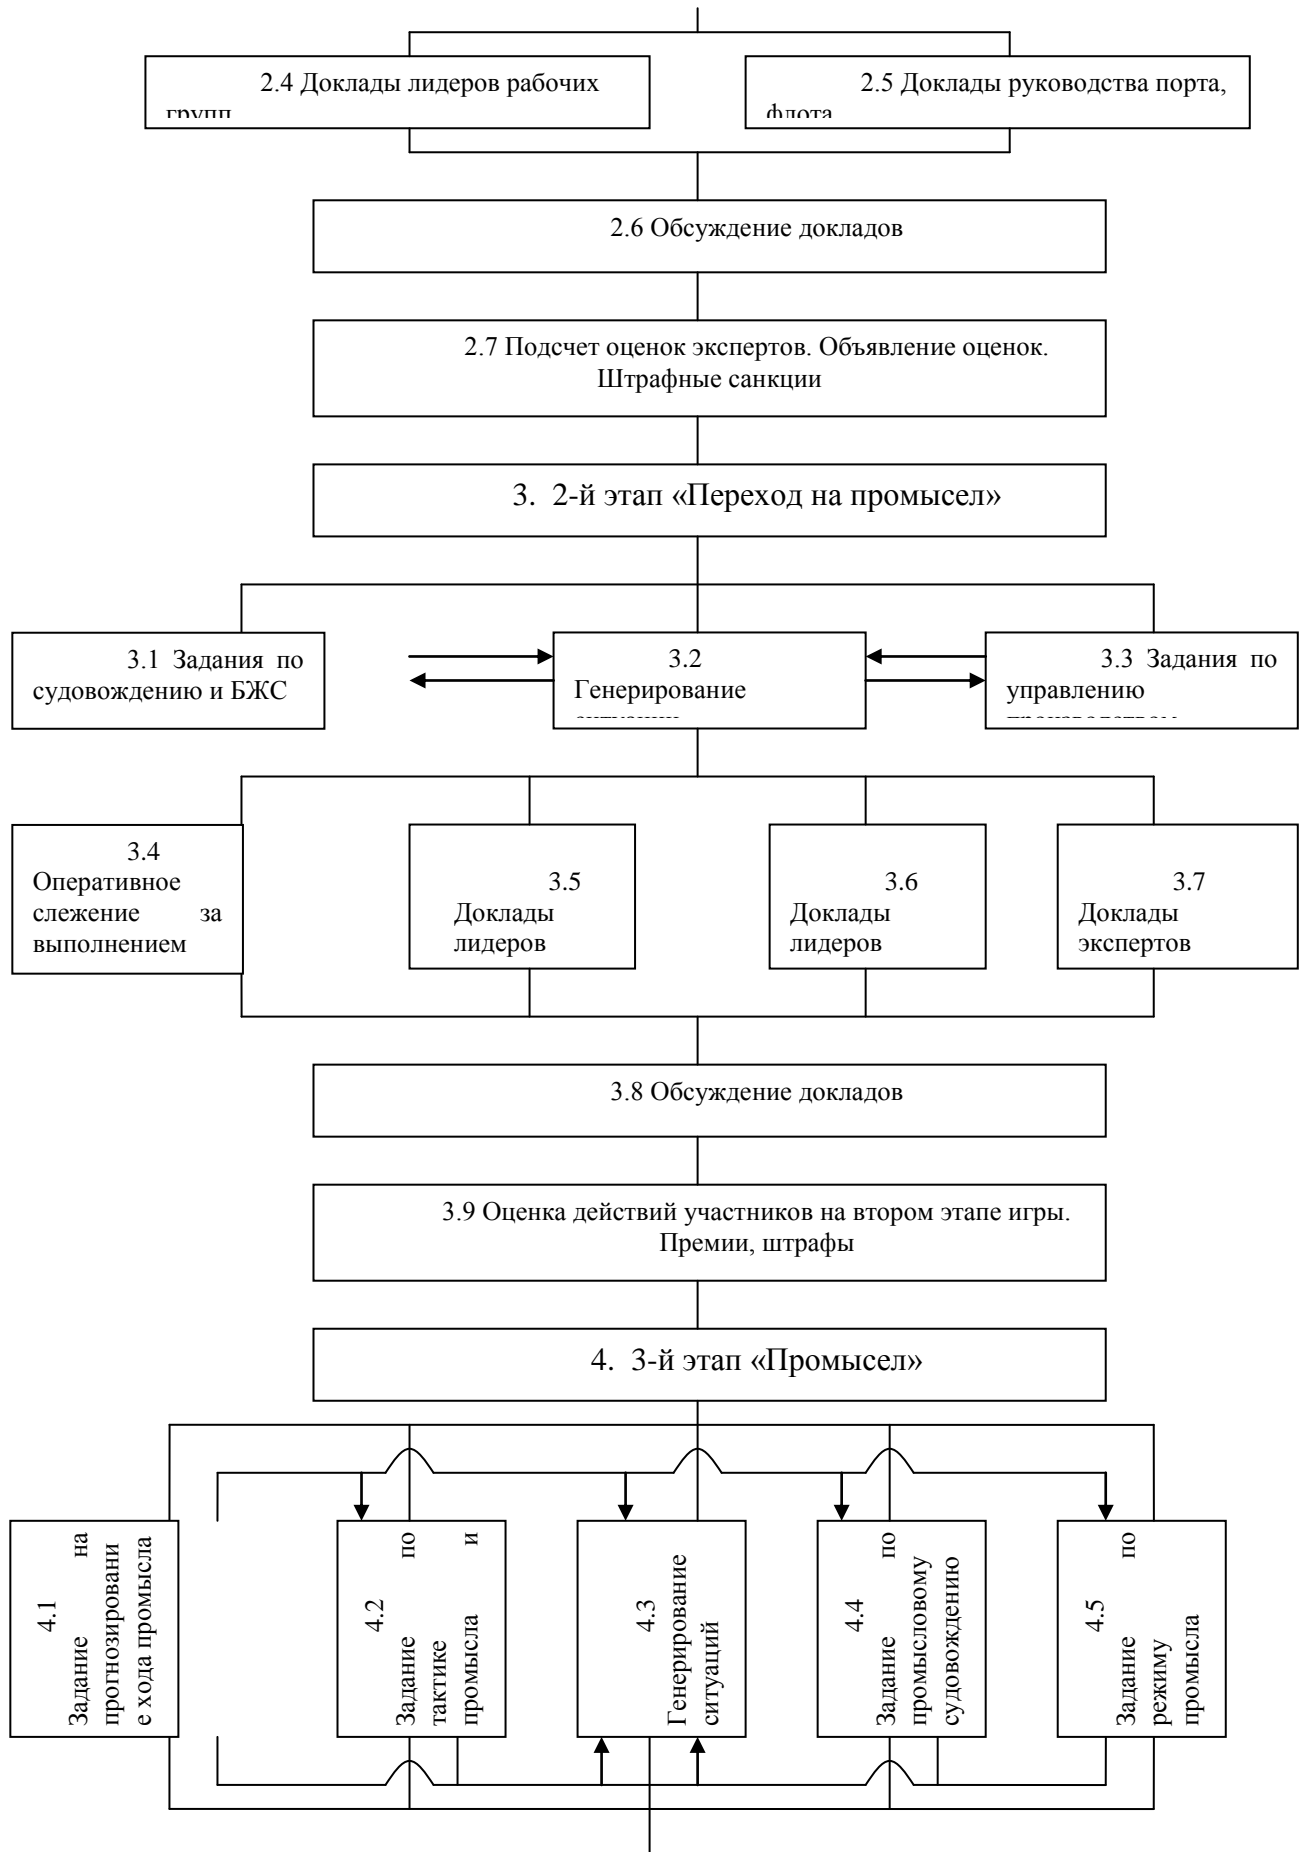 2.4 Доклады лидеров рабочих
групп
2.5 Доклады руководства порта,
флота
2.6 Обсуждение докладов
2.7 Подсчет оценок экспертов. Объявление оценок.
Штрафные санкции
3. 2-й этап «Переход на промысел»
3.1 Задания по
судовождению и БЖС
3.2
Генерирование
ситуации
3.3 Задания по
управлению
производством
3.4
Оперативное
слежение за
выполнением
3.5
Доклады
лидеров
3.6
Доклады
лидеров
3.7
Доклады
экспертов
3.8 Обсуждение докладов
3.9 Оценка действий участников на втором этапе игры.
Премии, штрафы
4. 3-й этап «Промысел»
4.1
Задание на
прогнозировани
е хода промысла
4.2
Задание по
тактике
промысла и
4.3
Генерирование
ситуаций
4.4
Задание по
промысловому
судовождению
4.5
Задание по
режиму
промысла